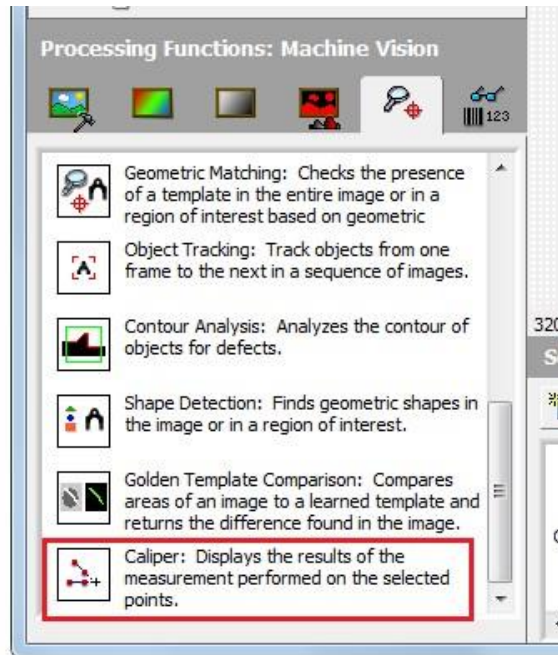 Processing Functions: Machine Vision
123
Geometric Matching: Checks the presence
of a template in the entire image or in a
region of interest based on geometric
Object Tracking: Track objects from one
frame to the next in a sequence of images.
320
Contour Analysis: Analyzes the contour of
objects for defects.
S
Shape Detection: Finds geometric shapes in
the image or in a region of interest.
Golden Template Comparison: Compares
areas of an image to a learned template and
returns the difference found in the image.
Caliper: Displays the results of the
measurement performed on the selected
points.